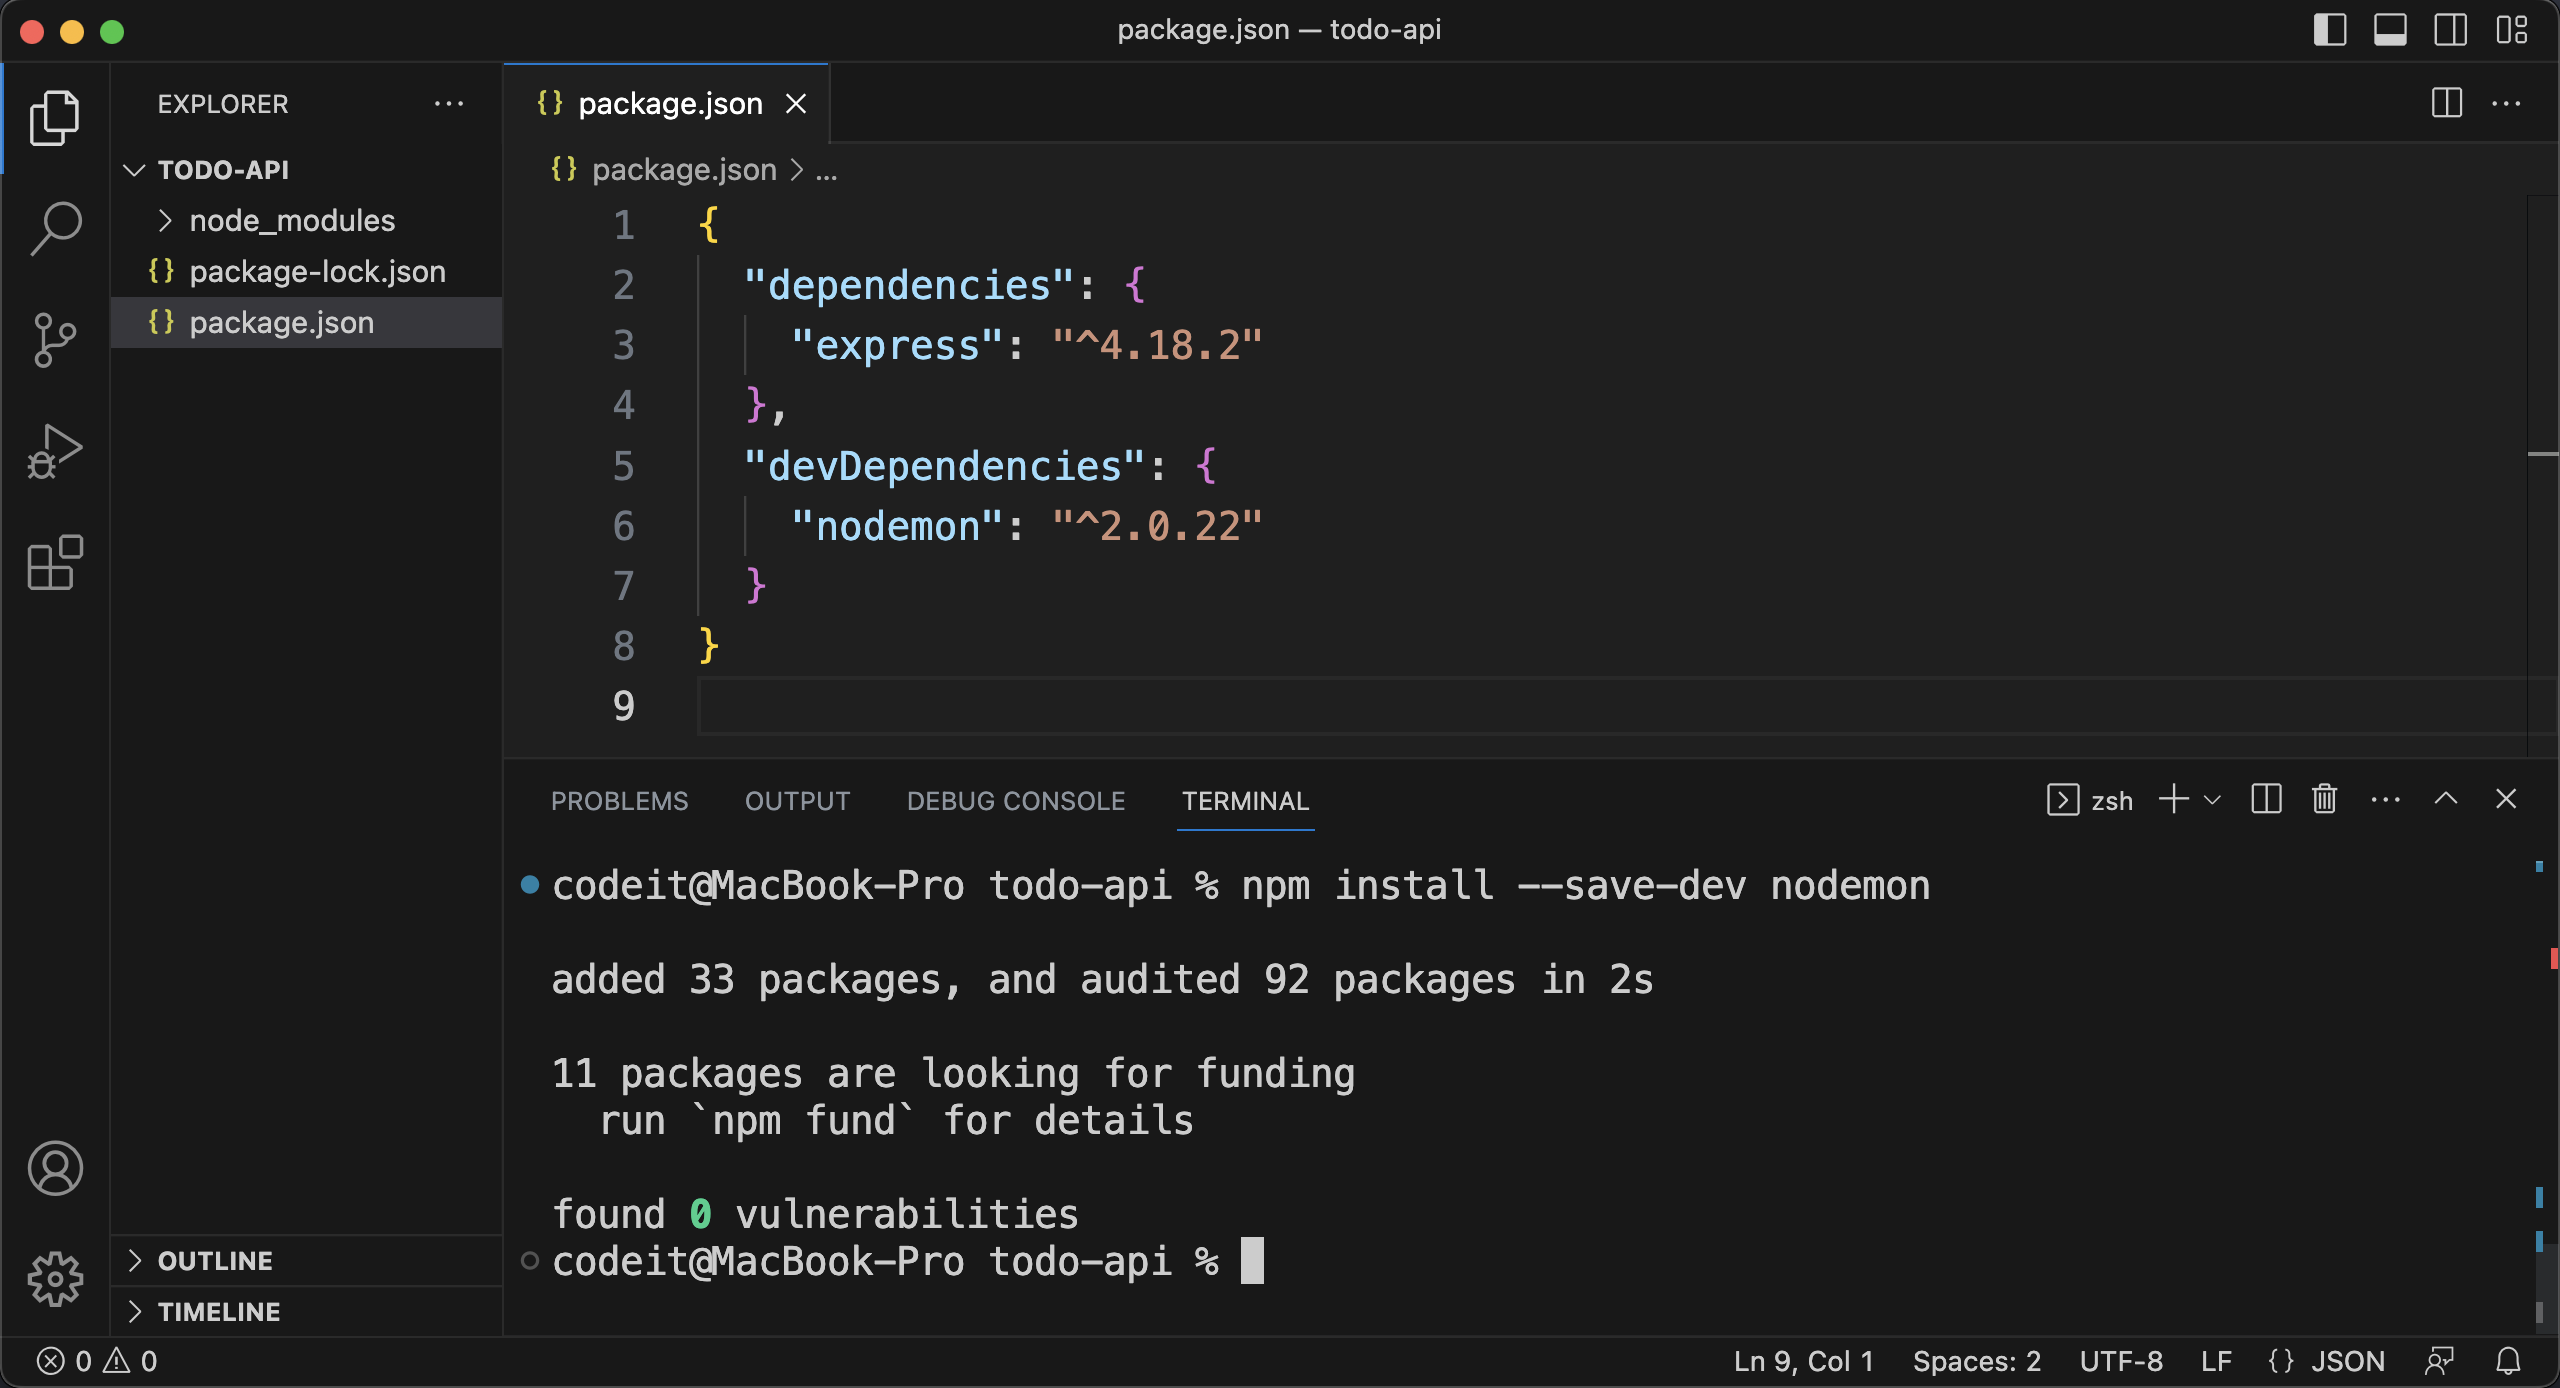 package.json — todo-api
EXPLORER
TODO-API
node_modules
{} package-lock.json
{} package.json
OUTLINE
TIMELINE
{} package.json
{} package.json > ...
1 {
2 "dependencies": {
3 "express": "^4.18.2"
4 },
5 "devDependencies": {
6 "nodemon": "^2.0.22"
7 }
8 }
9
PROBLEMS OUTPUT DEBUG CONSOLE TERMINAL zsh
codeit@MacBook-Pro todo-api % npm install --save-dev nodemon
added 33 packages, and audited 92 packages in 2s
11 packages are looking for funding
run `npm fund` for details
found 0 vulnerabilities
codeit@MacBook-Pro todo-api %
0 0 Ln 9, Col 1 Spaces: 2 UTF-8 LF {} JSON